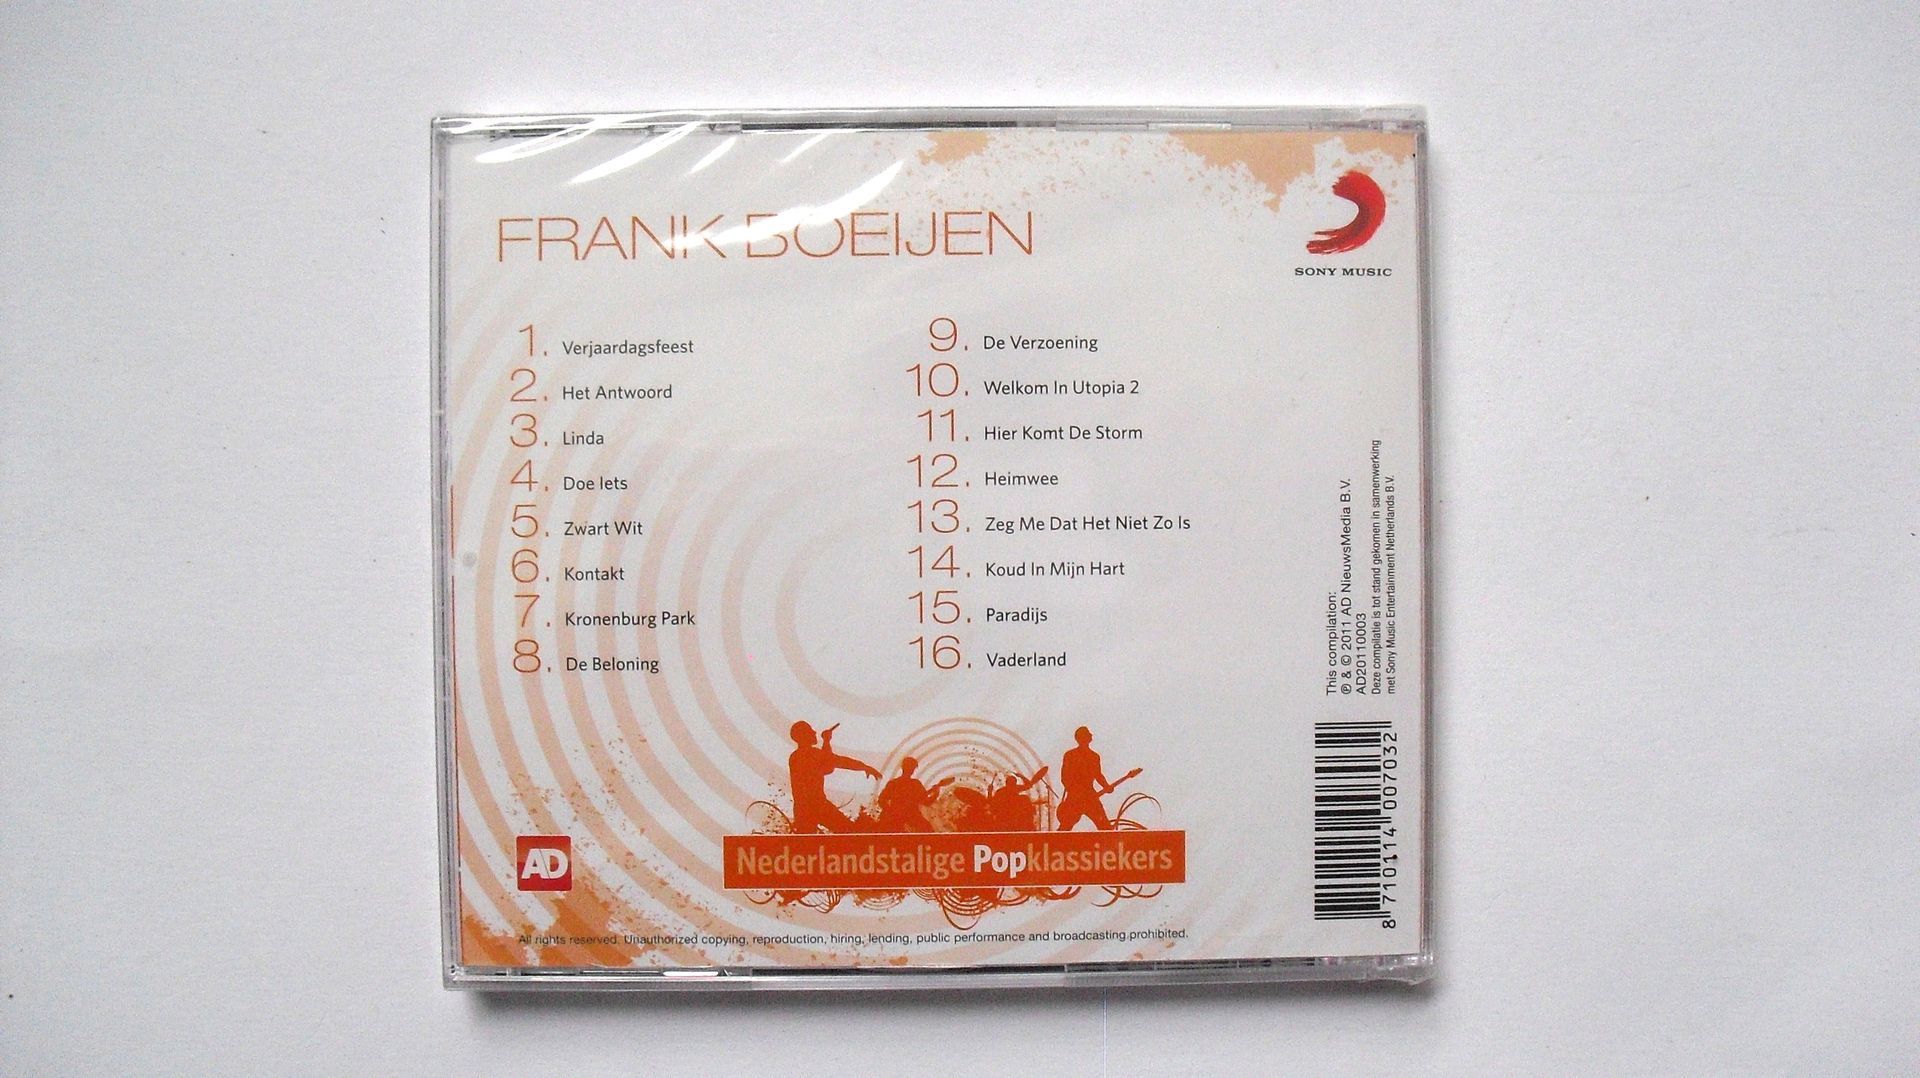 FRANK BOEIJEN
SONY MUSIC
1. Verjaardagsfeest
2. Het Antwoord
3. Linda
4. Doe Iets
5. Zwart Wit
6. Kontakt
7. Kronenburg Park
8. De Beloning
9. De Verzoening
10. Welkom In Utopia 2
11. Hier Komt De Storm
12. Heimwee
13. Zeg Me Dat Het Niet Zo Is
14. Koud In Mijn Hart
15. Paradijs
16. Vaderland
This compilation:
℗ & © 2011 AD NieuwsMedia B.V.
AD20110003
Deze compilatie is tot stand gekomen in samenwerking
met Sony Music Entertainment Netherlands B.V.
8 710114 007032
AD
Nederlandstalige Popklassiekers
All rights reserved. Unauthorized copying, reproduction, hiring, lending, public performance and broadcasting prohibited.